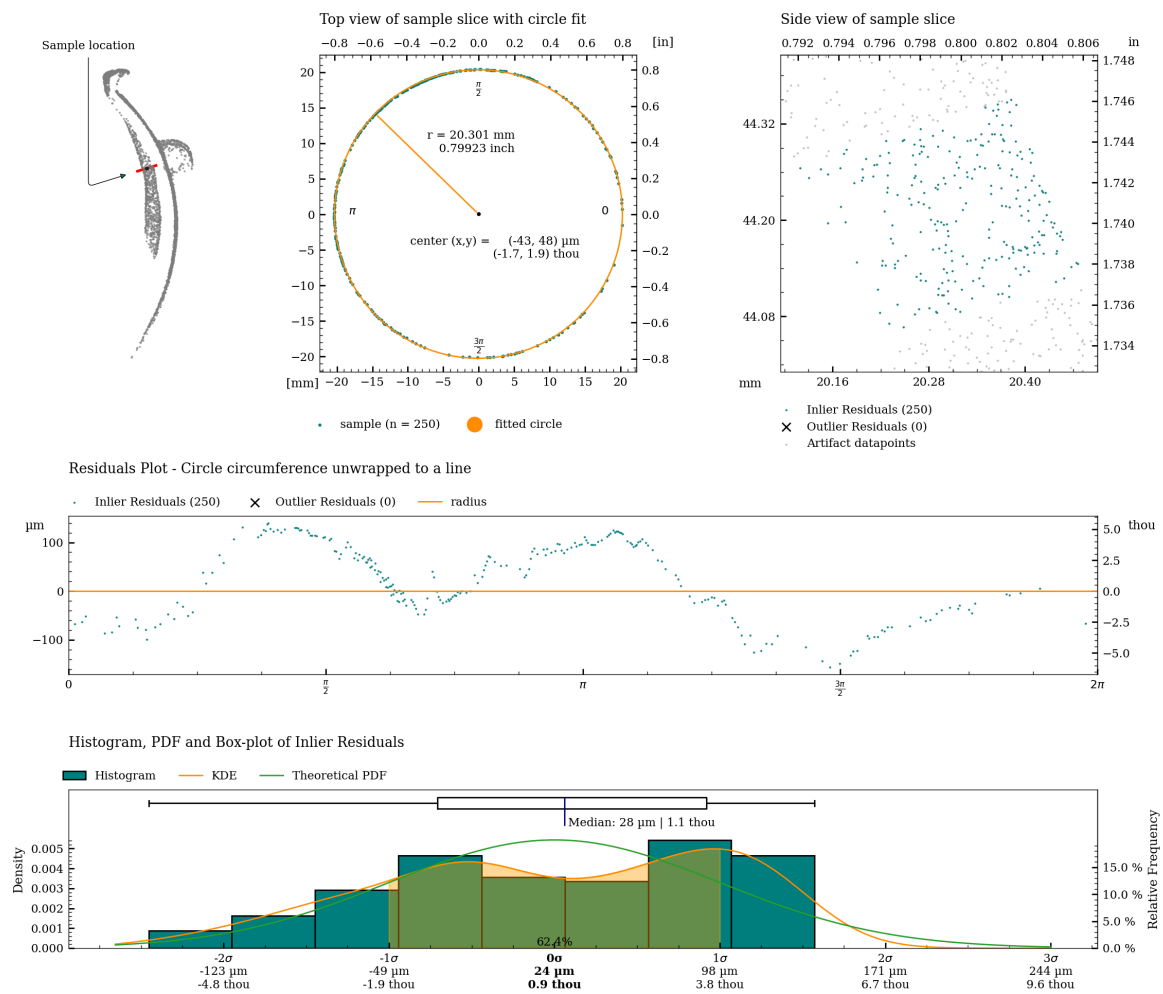 Sample location
Top view of sample slice with circle fit
−0.8 −0.6 −0.4 −0.2 0.0 0.2 0.4 0.6 0.8 [in]
20 15 10 5 0 −5 −10 −15 −20
0.8 0.6 0.4 0.2 0.0 −0.2 −0.4 −0.6 −0.8
π/2
r = 20.301 mm
0.79923 inch
π 0
center (x,y) = (-43, 48) µm
(-1.7, 1.9) thou
3π/2
[mm] −20 −15 −10 −5 0 5 10 15 20
sample (n = 250) fitted circle
Side view of sample slice
0.792 0.794 0.796 0.798 0.800 0.802 0.804 0.806 in
44.32 44.20 44.08
1.748 1.746 1.744 1.742 1.740 1.738 1.736 1.734
mm 20.16 20.28 20.40
Inlier Residuals (250)
Outlier Residuals (0)
Artifact datapoints
Residuals Plot - Circle circumference unwrapped to a line
Inlier Residuals (250) Outlier Residuals (0) radius
µm 100 0 −100
5.0 2.5 0.0 −2.5 −5.0 thou
0 π/2 π 3π/2 2π
Histogram, PDF and Box-plot of Inlier Residuals
Histogram KDE Theoretical PDF
Median: 28 µm | 1.1 thou
Density
0.005 0.004 0.003 0.002 0.001 0.000
15.0 % 10.0 % 5.0 % 0.0 %
Relative Frequency
62.4%
-2σ -1σ 0σ 1σ 2σ 3σ
-123 µm -49 µm 24 µm 98 µm 171 µm 244 µm
-4.8 thou -1.9 thou 0.9 thou 3.8 thou 6.7 thou 9.6 thou